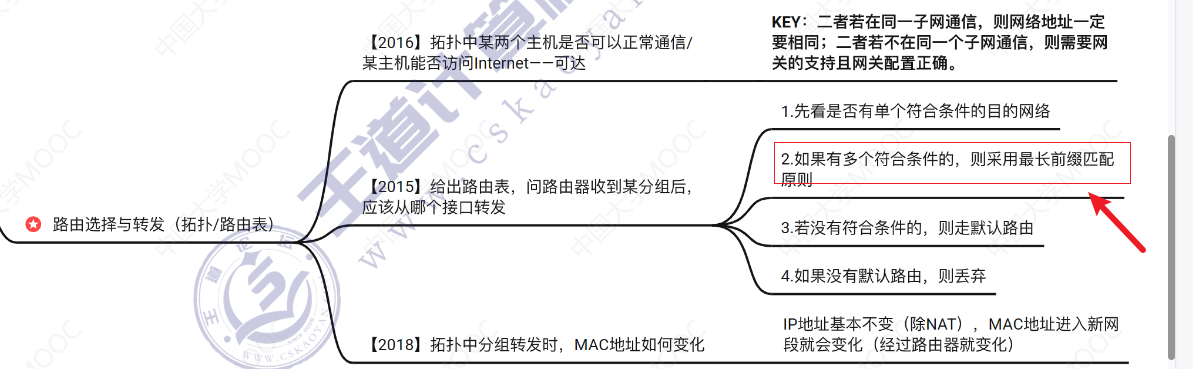 【2016】拓扑中某两个主机是否可以正常通信/
某主机能否访问Internet——可达
KEY：二者若在同一子网通信，则网络地址一定
要相同；二者若不在同一个子网通信，则需要网
关的支持且网关配置正确。
路由选择与转发（拓扑/路由表）
【2015】给出路由表，问路由器收到某分组后，
应该从哪个接口转发
1.先看是否有单个符合条件的目的网络
2.如果有多个符合条件的，则采用最长前缀匹配
原则
3.若没有符合条件的，则走默认路由
4.如果没有默认路由，则丢弃
【2018】拓扑中分组转发时，MAC地址如何变化
IP地址基本不变（除NAT），MAC地址进入新网
段就会变化（经过路由器就变化）
王道计算机
www.cskaoyan
王道论坛
WWW.CSKAOYAN
中国大学MOOC